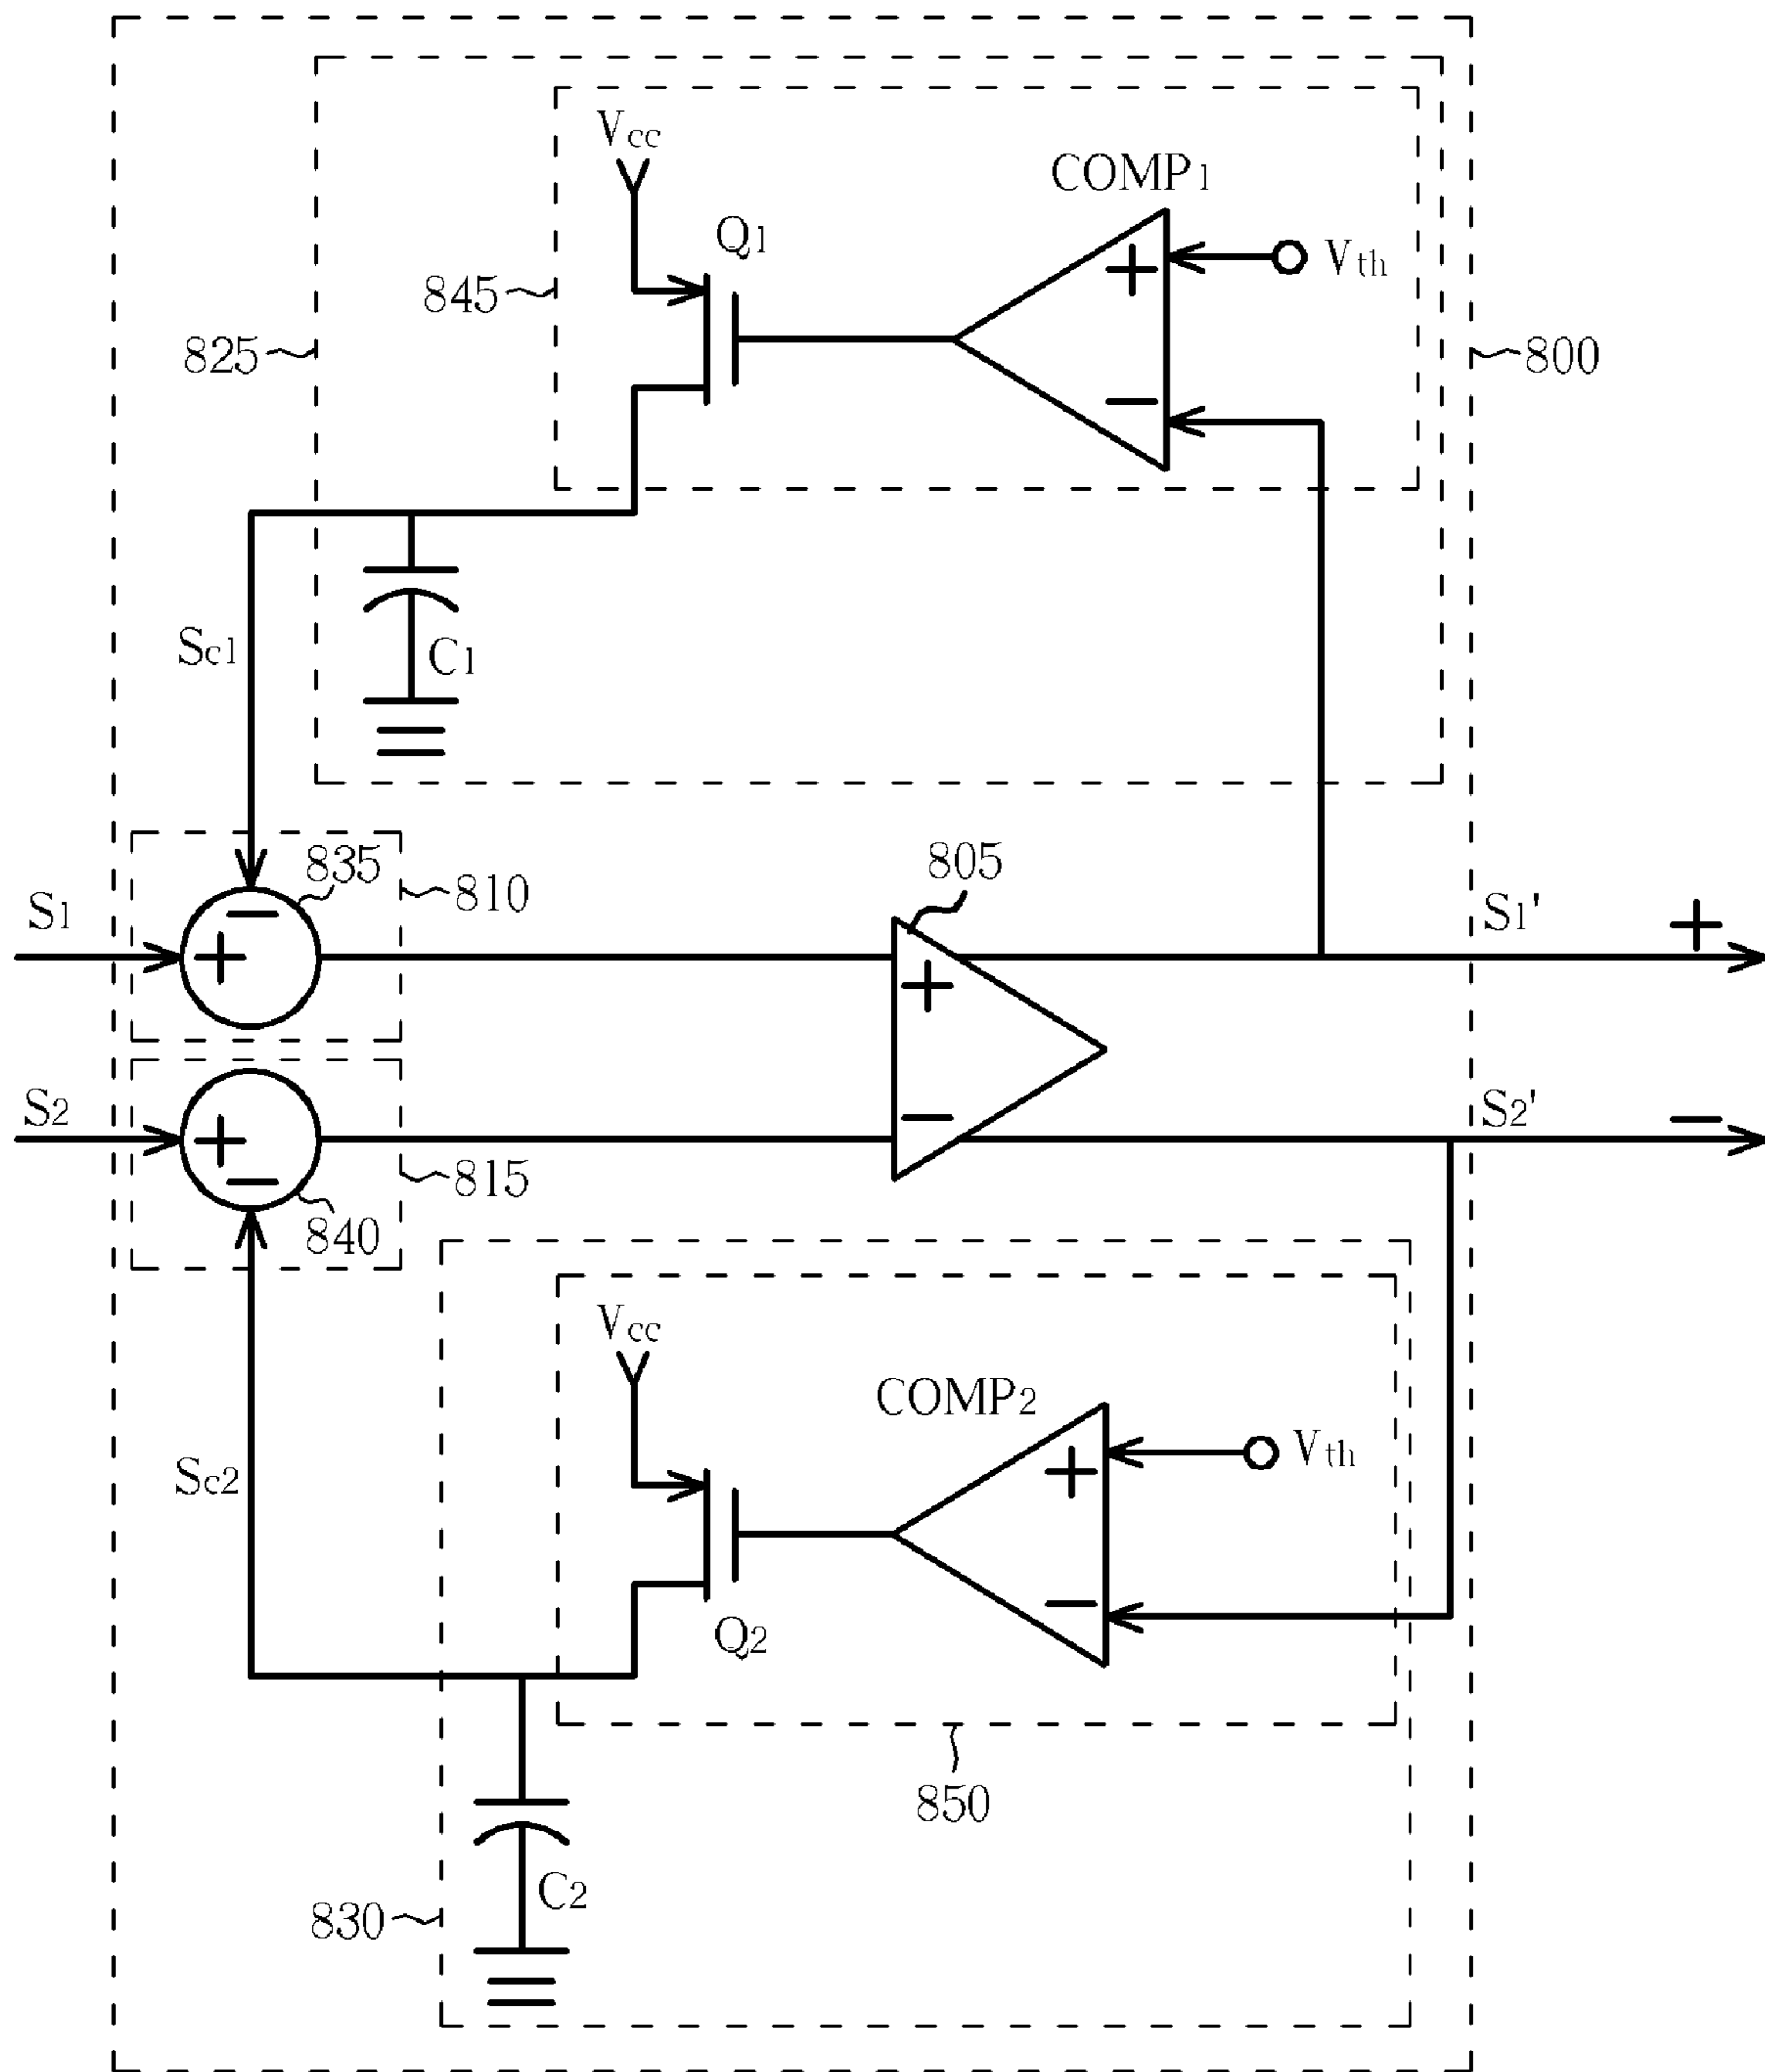 Vcc
COMP1
Q1
+
Vth
845
825
800
−
Sc1
C1
835
−
810
805
S1
+
S1'
+
+
S2
+
−
S2'
−
−
815
840
Vcc
COMP2
+
Vth
Sc2
−
Q2
850
C2
830